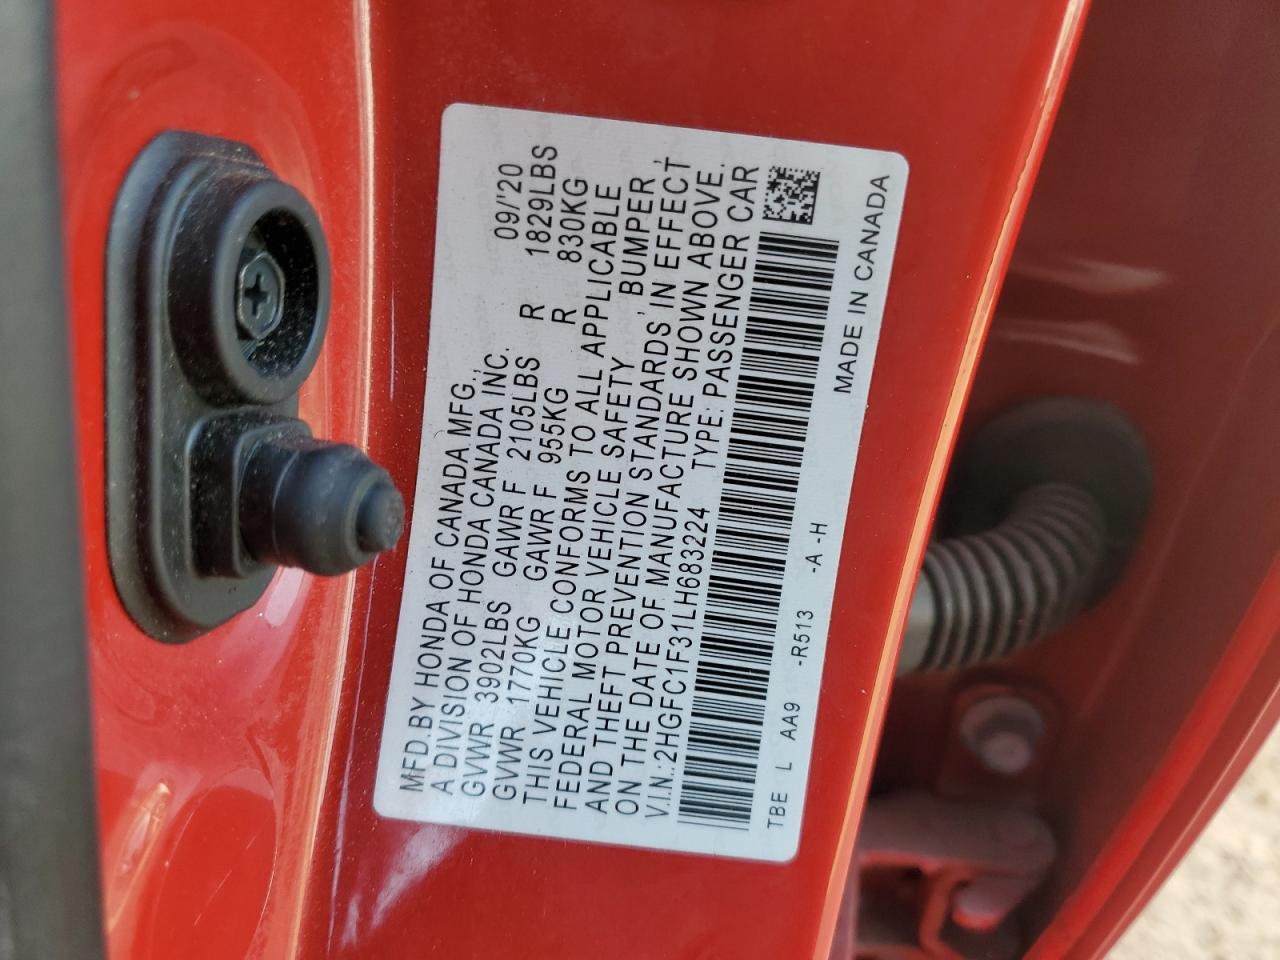 MFD.BY HONDA OF CANADA MFG., 09/'20
A DIVISION OF HONDA CANADA INC.
GVWR 3902LBS GAWR F 2105LBS R 1829LBS
GVWR 1770KG GAWR F 955KG R 830KG
THIS VEHICLE CONFORMS TO ALL APPLICABLE
FEDERAL MOTOR VEHICLE SAFETY , BUMPER ,
AND THEFT PREVENTION STANDARDS, IN EFFECT
ON THE DATE OF MANUFACTURE SHOWN ABOVE.
V.I.N.:2HGFC1F31LH683224 TYPE: PASSENGER CAR
TBE L AA9 -R513 -A -H MADE IN CANADA